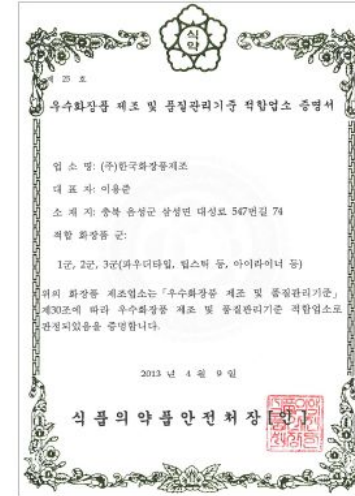 식
약
제 25 호
우수화장품 제조 및 품질관리기준 적합업소 증명서
업 소 명: (주)한국화장품제조
대 표 자: 이용준
소 재 지: 충북 음성군 삼성면 대성로 547번길 74
적합 화장품 군:
1군, 2군, 3군(파우더타입, 립스틱 등, 아이라이너 등)
위의 화장품 제조업소는「우수화장품 제조 및 품질관리기준」
제30조에 따라 우수화장품 제조 및 품질관리기준 적합업소로
판정되었음을 증명합니다.
2013 년 4 월 9 일
식품의약품안전처장[인]